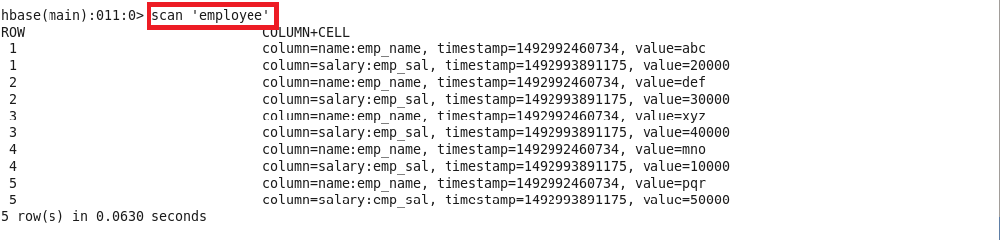 hbase(main):011:0> scan 'employee'
ROW COLUMN+CELL
1 column=name:emp_name, timestamp=1492992460734, value=abc
1 column=salary:emp_sal, timestamp=1492993891175, value=20000
2 column=name:emp_name, timestamp=1492992460734, value=def
2 column=salary:emp_sal, timestamp=1492993891175, value=30000
3 column=name:emp_name, timestamp=1492992460734, value=xyz
3 column=salary:emp_sal, timestamp=1492993891175, value=40000
4 column=name:emp_name, timestamp=1492992460734, value=mno
4 column=salary:emp_sal, timestamp=1492993891175, value=10000
5 column=name:emp_name, timestamp=1492992460734, value=pqr
5 column=salary:emp_sal, timestamp=1492993891175, value=50000
5 row(s) in 0.0630 seconds